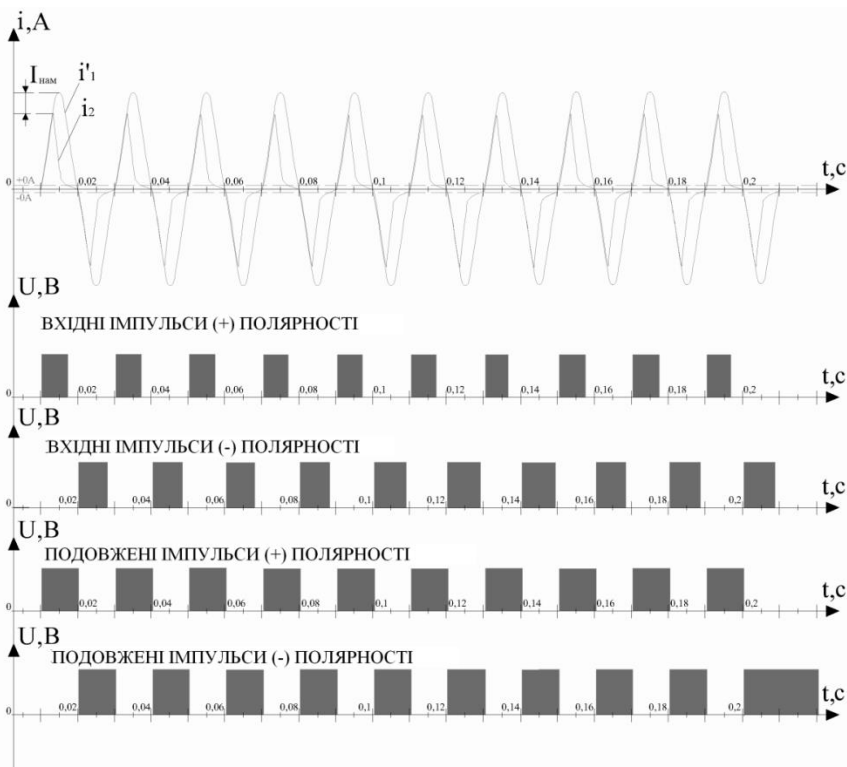 i,A
Iнам
i'1
i2
+0A
-0A
0 0,02 0,04 0,06 0,08 0,1 0,12 0,14 0,16 0,18 0,2 t,c
U,B
ВХІДНІ ІМПУЛЬСИ (+) ПОЛЯРНОСТІ
0 0,02 0,04 0,06 0,08 0,1 0,12 0,14 0,16 0,18 0,2 t,c
U,B
ВХІДНІ ІМПУЛЬСИ (-) ПОЛЯРНОСТІ
0 0,02 0,04 0,06 0,08 0,1 0,12 0,14 0,16 0,18 0,2 t,c
U,B
ПОДОВЖЕНІ ІМПУЛЬСИ (+) ПОЛЯРНОСТІ
0 0,02 0,04 0,06 0,08 0,1 0,12 0,14 0,16 0,18 0,2 t,c
U,B
ПОДОВЖЕНІ ІМПУЛЬСИ (-) ПОЛЯРНОСТІ
0 0,02 0,04 0,06 0,08 0,1 0,12 0,14 0,16 0,18 0,2 t,c